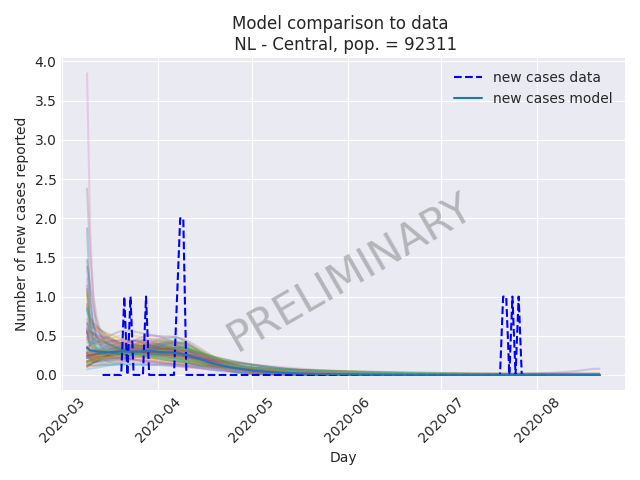 Model comparison to data
NL - Central, pop. = 92311
new cases data
new cases model
4.0
3.5
3.0
2.5
2.0
1.5
1.0
0.5
0.0
Number of new cases reported
PRELIMINARY
2020-03
2020-04
2020-05
2020-06
2020-07
2020-08
Day